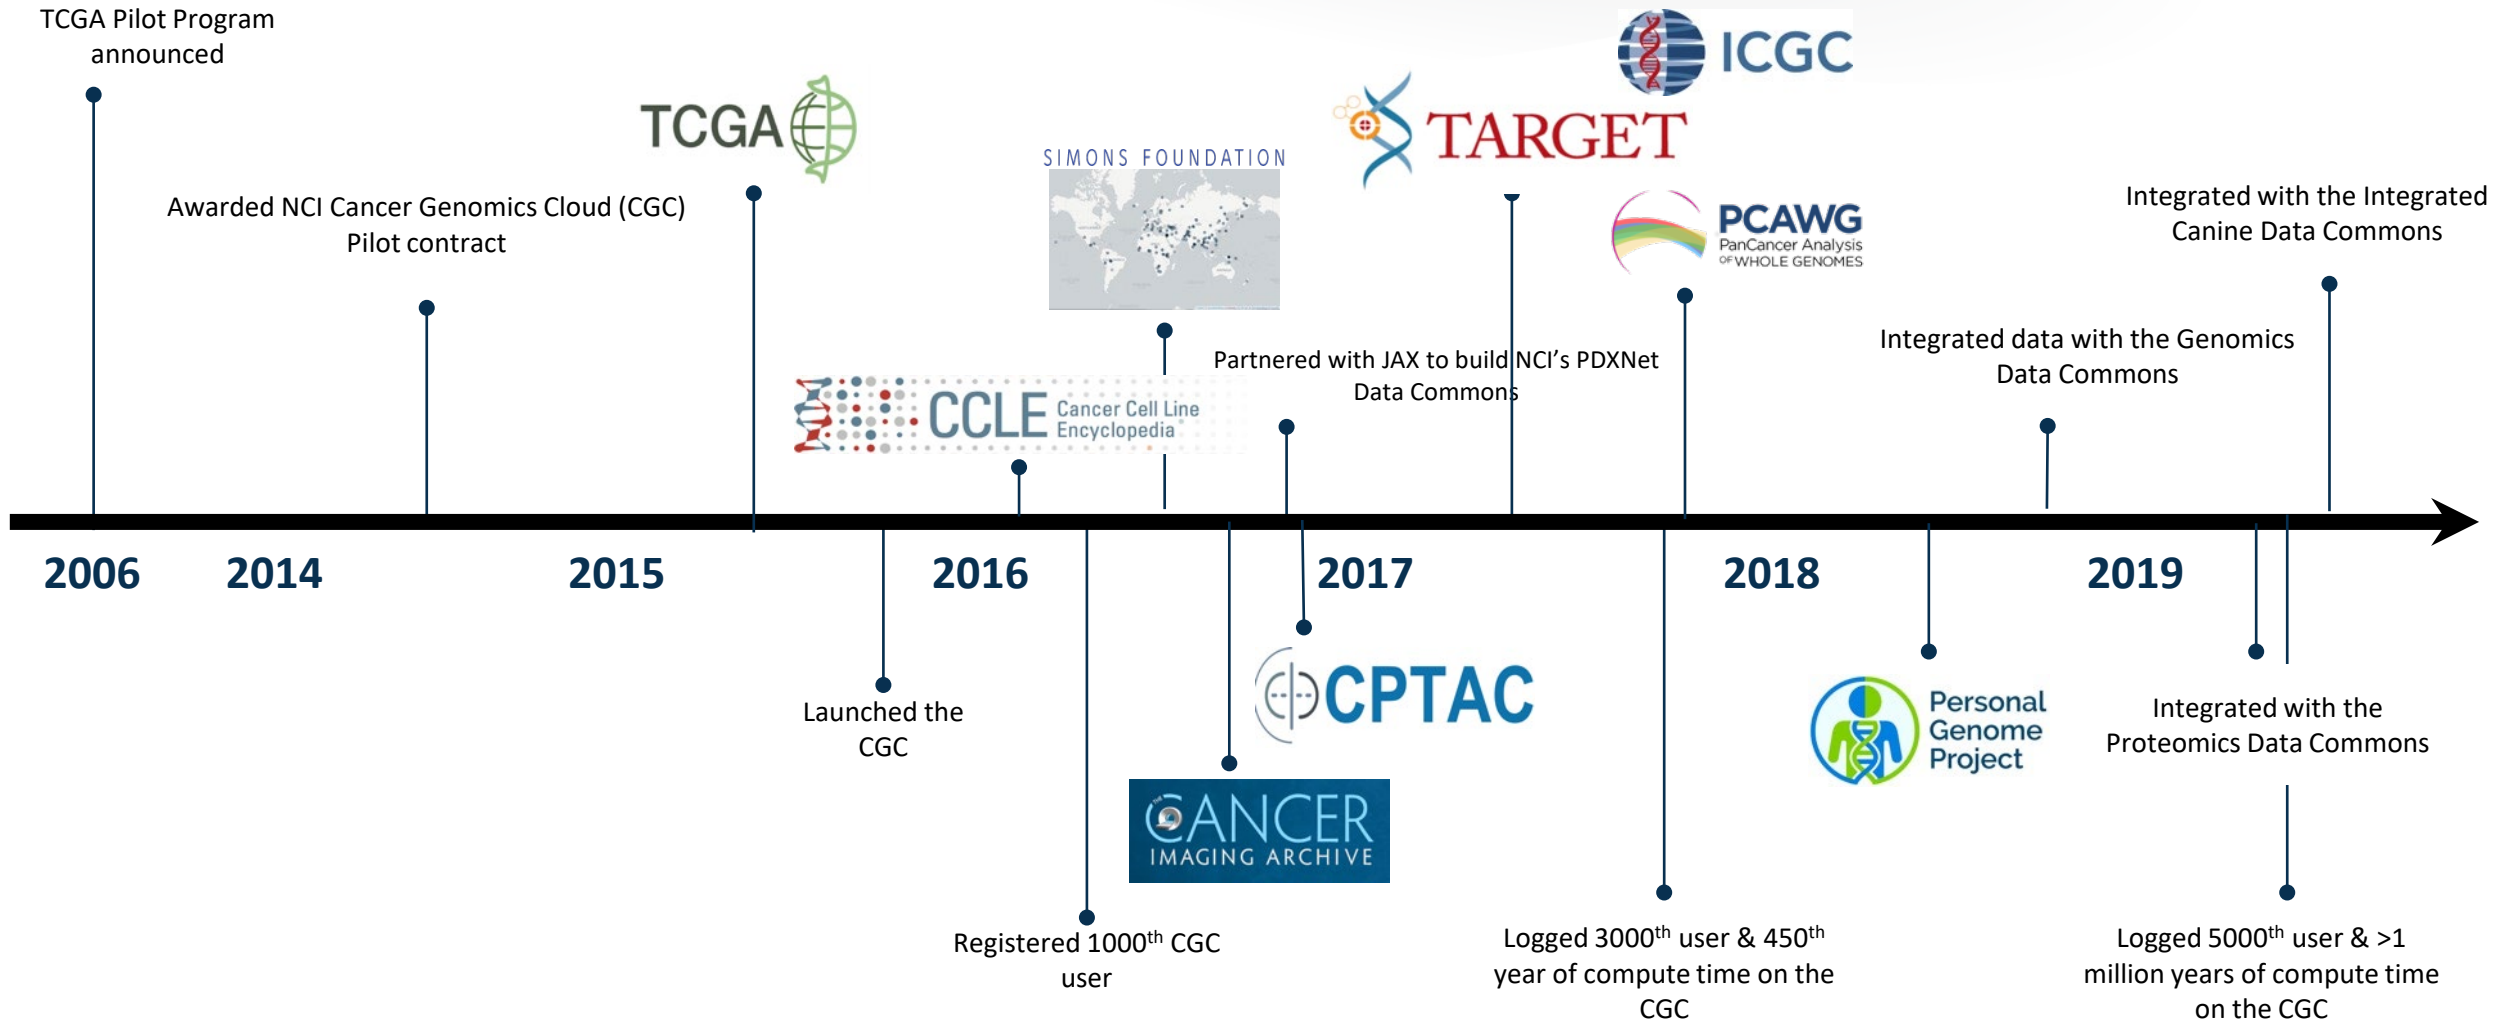 TCGA Pilot Program
announced
Awarded NCI Cancer Genomics Cloud (CGC)
Pilot contract
TCGA
SIMONS FOUNDATION
CCLE Cancer Cell Line
Encyclopedia
Partnered with JAX to build NCI’s PDXNet
Data Commons
TARGET
ICGC
PCAWG
PanCancer Analysis
OF WHOLE GENOMES
Integrated data with the Genomics
Data Commons
Integrated with the Integrated
Canine Data Commons
2006
2014
2015
2016
2017
2018
2019
Launched the
CGC
Registered 1000th CGC
user
THE
CANCER
IMAGING ARCHIVE
CPTAC
Logged 3000th user & 450th
year of compute time on the
CGC
Personal
Genome
Project
Integrated with the
Proteomics Data Commons
Logged 5000th user & >1
million years of compute time
on the CGC